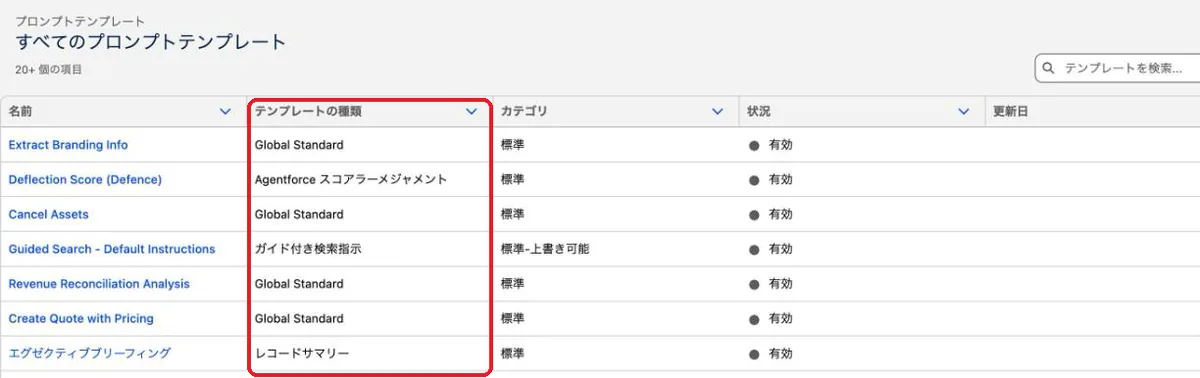 プロンプトテンプレート
すべてのプロンプトテンプレート
20+ 個の項目
テンプレートを検索...
名前 テンプレートの種類 カテゴリ 状況 更新日
Extract Branding Info Global Standard 標準 有効
Deflection Score (Defence) Agentforce スコアラーメジャメント 標準 有効
Cancel Assets Global Standard 標準 有効
Guided Search - Default Instructions ガイド付き検索指示 標準-上書き可能 有効
Revenue Reconciliation Analysis Global Standard 標準 有効
Create Quote with Pricing Global Standard 標準 有効
エグゼクティブブリーフィング レコードサマリー 標準 有効